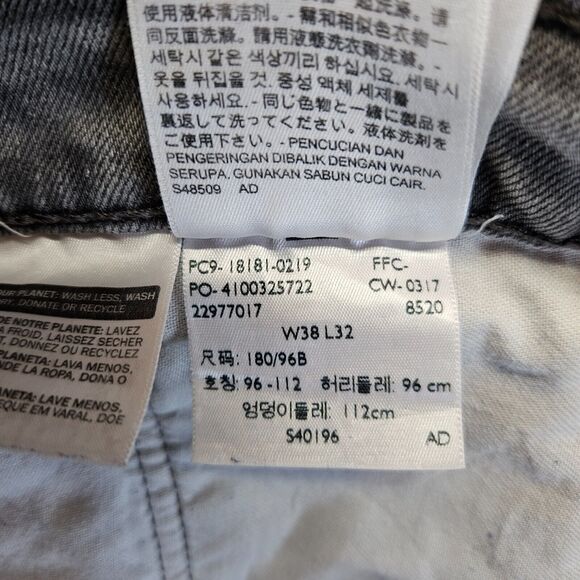 使用液体清洁剂. - 需和相似色衣物一
同反面洗滌. 請用液態洗衣劑洗滌.
세탁시 같은 색상끼리 하십시요. 세탁시
옷을 뒤집을 것. 중성 액체 세제를
사용하세요. - 同じ色物と一緒に製品を
裏返して洗ってください。液体洗剤を
ご使用下さい。 - PENCUCIAN DAN
PENGERINGAN DIBALIK DENGAN WARNA
SERUPA, GUNAKAN SABUN CUCI CAIR.
S48509 AD
PC9- 18181-0219 FFC-
PO- 4100325722 CW- 0317
22977017 8520
W38 L32
尺码: 180/96B
호칭: 96 -112 허리둘레: 96 cm
엉덩이둘레: 112cm
S40196 AD
PLANET: WASH LESS, WASH
DONATE OR RECYCLE
DE NOTRE PLANETE: LAVEZ
A FROID, LAISSEZ SECHER
DONNEZ OU RECYCLEZ
PLANETA: LAVA MENOS,
LA ROPA, DONA O
PLANETA: LAVE MENOS,
EQUE EM VARAL, DOE